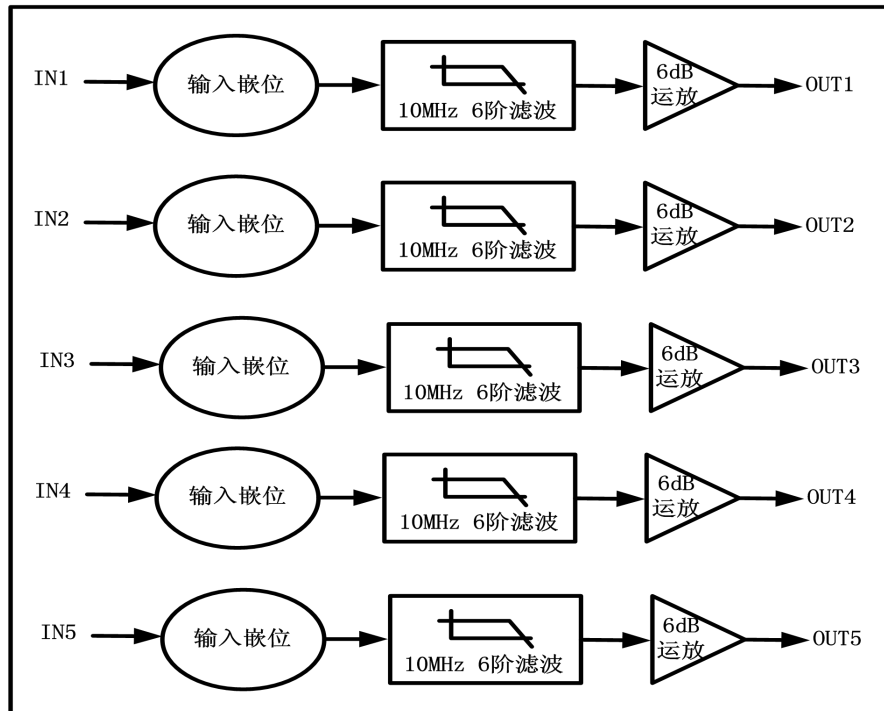 IN1 输入嵌位 10MHz 6阶滤波 6dB 运放 OUT1
IN2 输入嵌位 10MHz 6阶滤波 6dB 运放 OUT2
IN3 输入嵌位 10MHz 6阶滤波 6dB 运放 OUT3
IN4 输入嵌位 10MHz 6阶滤波 6dB 运放 OUT4
IN5 输入嵌位 10MHz 6阶滤波 6dB 运放 OUT5